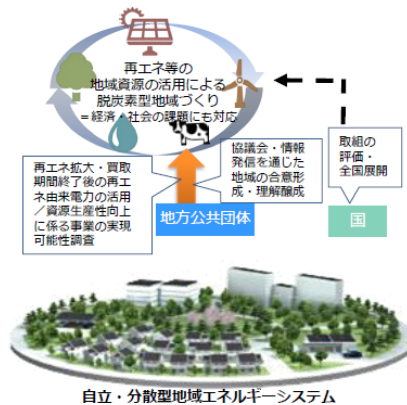 再エネ等の
地域資源の活用による
脱炭素型地域づくり
＝経済・社会の課題にも対応
再エネ拡大・買取
期間終了後の再エ
ネ由来電力の活用
／資源生産性向上
に係る事業の実現
可能性調査
協議会・情報
発信を通じた
地域の合意形
成・理解醸成
取組の
評価・
全国展開
地方公共団体
国
自立・分散型地域エネルギーシステム